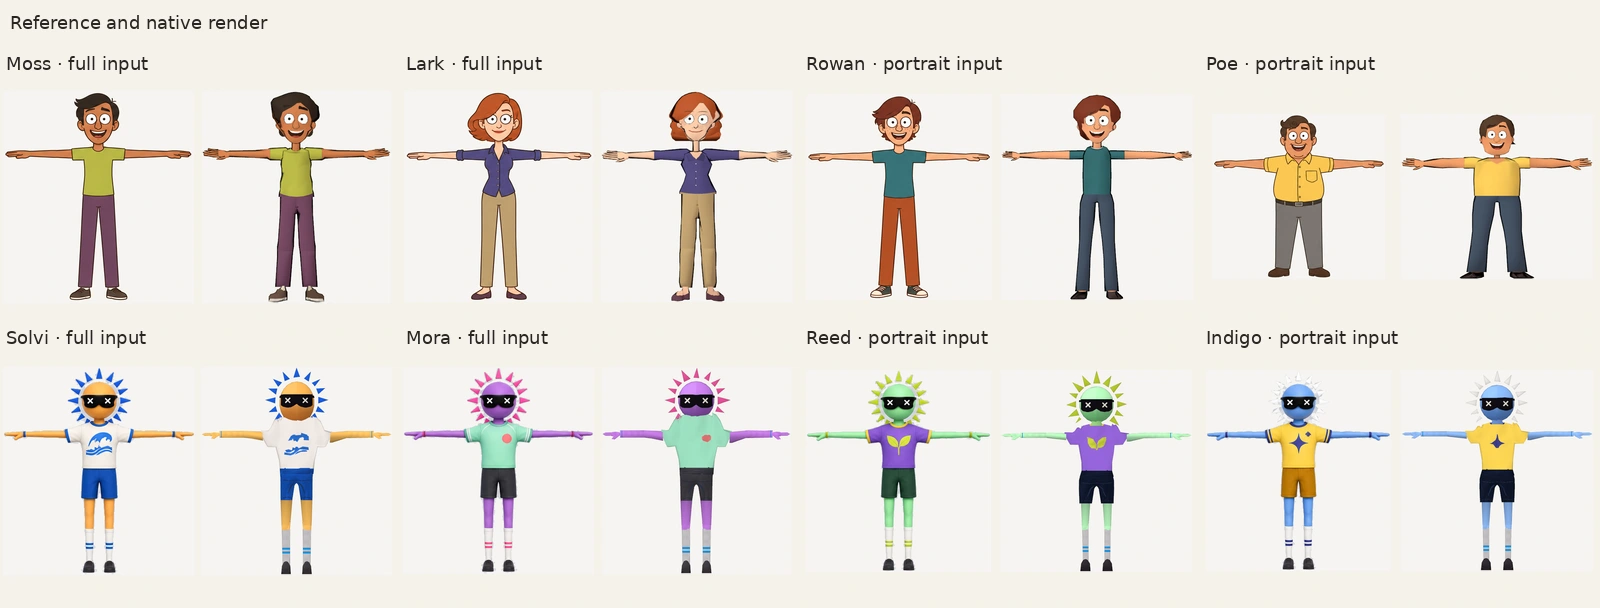 Reference and native render
Moss · full input
Lark · full input
Rowan · portrait input
Poe · portrait input
Solvi · full input
Mora · full input
Reed · portrait input
Indigo · portrait input